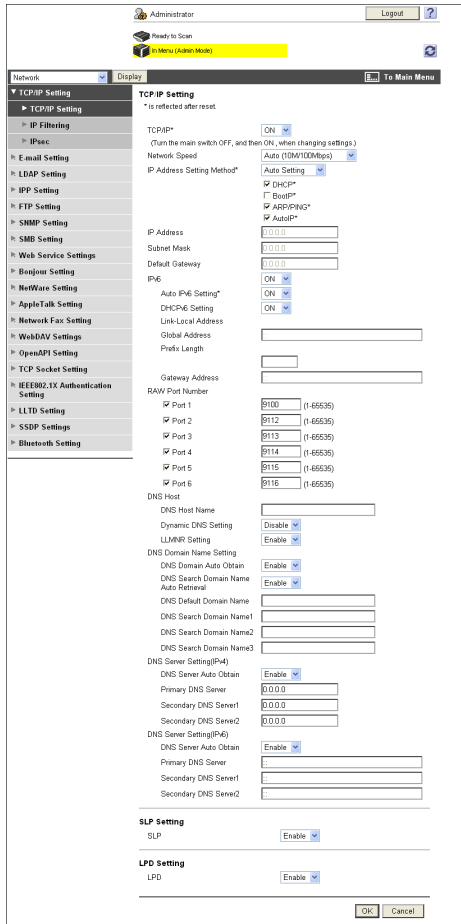 Administrator
Logout
?
Ready to Scan
In Menu (Admin Mode)
Network
Display
To Main Menu
TCP/IP Setting
TCP/IP Setting
IP Filtering
IPsec
E-mail Setting
LDAP Setting
IPP Setting
FTP Setting
SNMP Setting
SMB Setting
Web Service Settings
Bonjour Setting
NetWare Setting
AppleTalk Setting
Network Fax Setting
WebDAV Settings
OpenAPI Setting
TCP Socket Setting
IEEE802.1X Authentication
Setting
LLTD Setting
SSDP Settings
Bluetooth Setting
TCP/IP Setting
* is reflected after reset.
TCP/IP* ON
(Turn the main switch OFF, and then ON , when changing settings.)
Network Speed Auto (10M/100Mbps)
IP Address Setting Method* Auto Setting
DHCP*
BootP*
ARP/PING*
AutoIP*
IP Address 0.0.0.0
Subnet Mask 0.0.0.0
Default Gateway 0.0.0.0
IPv6 ON
Auto IPv6 Setting* ON
DHCPv6 Setting ON
Link-Local Address
Global Address ::
Prefix Length
Gateway Address ::
RAW Port Number
Port 1 9100 (1-65535)
Port 2 9112 (1-65535)
Port 3 9113 (1-65535)
Port 4 9114 (1-65535)
Port 5 9115 (1-65535)
Port 6 9116 (1-65535)
DNS Host
DNS Host Name
Dynamic DNS Setting Disable
LLMNR Setting Enable
DNS Domain Name Setting
DNS Domain Auto Obtain Enable
DNS Search Domain Name
Auto Retrieval Enable
DNS Default Domain Name
DNS Search Domain Name1
DNS Search Domain Name2
DNS Search Domain Name3
DNS Server Setting(IPv4)
DNS Server Auto Obtain Enable
Primary DNS Server 0.0.0.0
Secondary DNS Server1 0.0.0.0
Secondary DNS Server2 0.0.0.0
DNS Server Setting(IPv6)
DNS Server Auto Obtain Enable
Primary DNS Server ::
Secondary DNS Server1 ::
Secondary DNS Server2 ::
SLP Setting
SLP Enable
LPD Setting
LPD Enable
OK Cancel